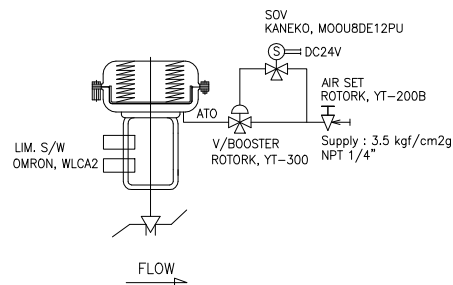 SOV
KANEKO, MOOU8DE12PU
S
DC24V
AIR SET
ROTORK, YT-200B
ATO
LIM. S/W
OMRON, WLCA2
V/BOOSTER
ROTORK, YT-300
Supply : 3.5 kgf/cm2g
NPT 1/4"
FLOW